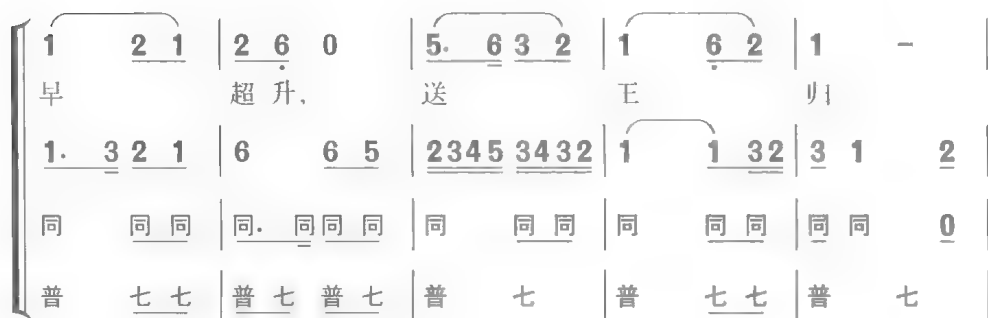 1 2 1 | 2 6 0 | 5. 6 3 2 | 1 6 2 | 1 - |
早 超 升, 送 王 归
1. 3 2 1 | 6 6 5 | 2345 3432 | 1 1 32 | 3 1 2 |
同 同 同 | 同. 同 同 同 | 同 同 同 | 同 同 同 | 同 同 0 |
普 七 七 | 普 七 普 七 | 普 七 | 普 七 七 | 普 七 |